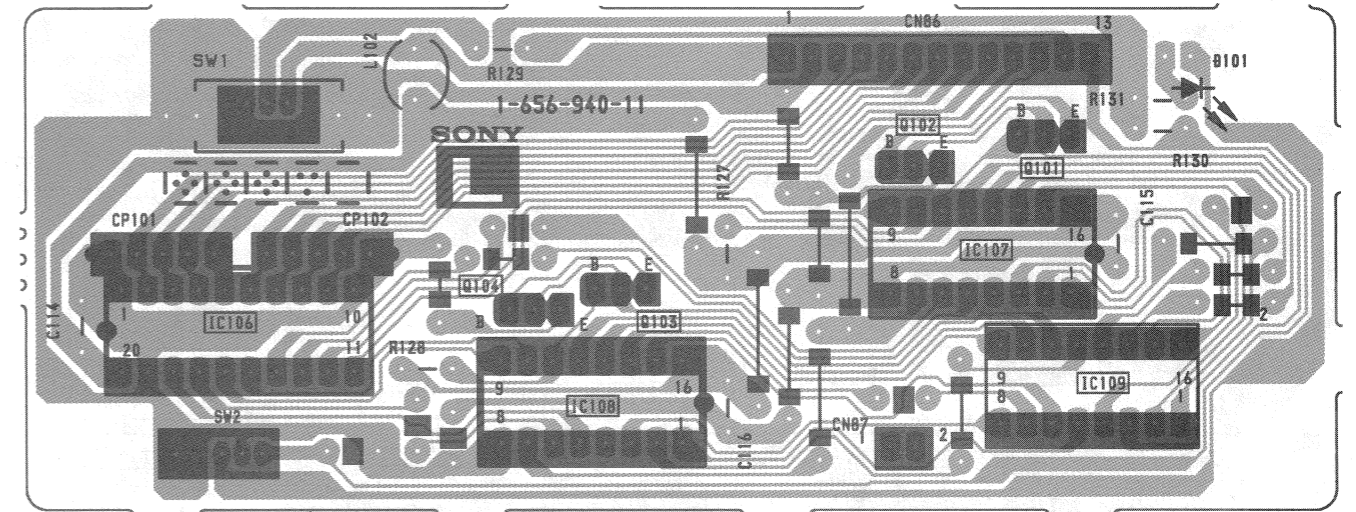 1
CN86
13
SW1
L102
R129
D101
1-656-940-11
R131
SONY
Q102
B E
B E
Q101
R130
R127
C115
CP101
CP102
9
16
IC107
8
1
Q104
B E
C114
1
IC106
10
B E
Q103
2
20
11
R128
9
16
9
16
IC108
IC109
8
1
8
1
SW2
C116
CN87
2